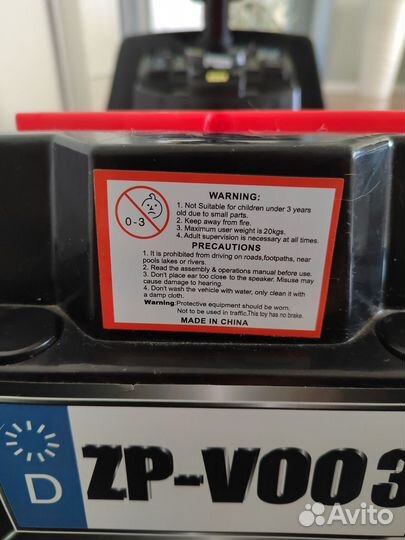 WARNING:
1. Not Suitable for children under 3 years
old due to small parts.
2. Keep away from fire.
3. Maximum user weight is 20kgs.
4. Adult supervision is necessary at all times.
0-3
PRECAUTIONS
1. It is prohibited from driving on roads,footpaths, near
pools lakes or rivers.
2. Read the assembly & operations manual before use.
3. Don't place ear too close to the speaker. Misuse may
cause damage to hearing.
4. Don't wash the vehicle with water, only clean it with
a damp cloth.
Warning:Protective equipment should be worn.
Not to be used in traffic.This toy has no brake.
MADE IN CHINA
D
ZP-V003
Avito